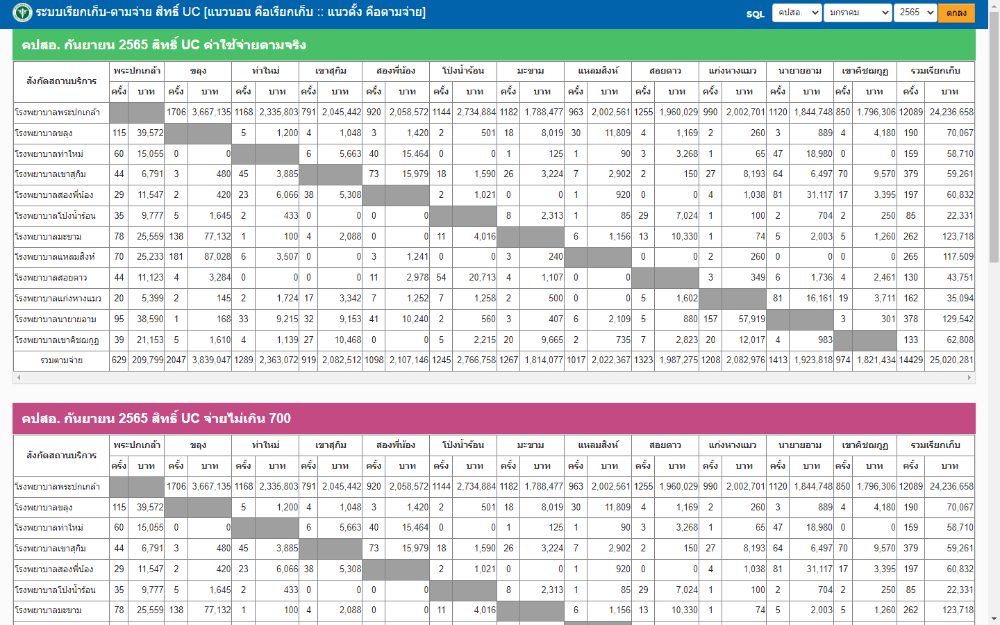 ระบบเรียกเก็บ-ตามจ่าย สิทธิ์ UC [แนวนอน คือเรียกเก็บ :: แนวตั้ง คือตามจ่าย] SQL คปสอ. มกราคม 2565 ตกลง
คปสอ. กันยายน 2565 สิทธิ์ UC ค่าใช้จ่ายตามจริง
สังกัดสถานบริการ พระปกเกล้า ขลุง ท่าใหม่ เขาสุกิม สองพี่น้อง โป่งน้ำร้อน มะขาม แหลมสิงห์ สอยดาว แก่งหางแมว นายายอาม เขาคิชฌกูฏ รวมเรียกเก็บ
ครั้ง บาท ครั้ง บาท ครั้ง บาท ครั้ง บาท ครั้ง บาท ครั้ง บาท ครั้ง บาท ครั้ง บาท ครั้ง บาท ครั้ง บาท ครั้ง บาท ครั้ง บาท ครั้ง บาท
โรงพยาบาลพระปกเกล้า 1706 3,667,135 1168 2,335,803 791 2,045,442 920 2,058,572 1144 2,734,884 1182 1,788,477 963 2,002,561 1255 1,960,029 990 2,002,701 1120 1,844,748 850 1,796,306 12089 24,236,658
โรงพยาบาลขลุง 115 39,572 5 1,200 4 1,048 3 1,420 2 501 18 8,019 30 11,809 4 1,169 2 260 3 889 4 4,180 190 70,067
โรงพยาบาลท่าใหม่ 60 15,055 0 0 6 5,663 40 15,464 0 0 1 125 1 90 3 3,268 1 65 47 18,980 0 0 159 58,710
โรงพยาบาลเขาสุกิม 44 6,791 3 480 45 3,885 73 15,979 18 1,590 26 3,224 7 2,902 2 150 27 8,193 64 6,497 70 9,570 379 59,261
โรงพยาบาลสองพี่น้อง 29 11,547 2 420 23 6,066 38 5,308 2 1,021 0 0 1 920 0 0 4 1,038 81 31,117 17 3,395 197 60,832
โรงพยาบาลโป่งน้ำร้อน 35 9,777 5 1,645 2 433 0 0 0 0 8 2,313 1 85 29 7,024 1 100 2 704 2 250 85 22,331
โรงพยาบาลมะขาม 78 25,559 138 77,132 1 100 4 2,088 0 0 11 4,016 6 1,156 13 10,330 1 74 5 2,003 5 1,260 262 123,718
โรงพยาบาลแหลมสิงห์ 70 25,233 181 87,028 6 3,507 0 0 3 1,241 0 0 3 240 0 0 2 260 0 0 0 0 265 117,509
โรงพยาบาลสอยดาว 44 11,123 4 3,284 0 0 0 0 11 2,978 54 20,713 4 1,107 0 0 3 349 6 1,736 4 2,461 130 43,751
โรงพยาบาลแก่งหางแมว 20 5,399 2 145 2 1,724 17 3,342 7 1,252 7 1,258 2 500 0 0 5 1,602 81 16,161 19 3,711 162 35,094
โรงพยาบาลนายายอาม 95 38,590 1 168 33 9,215 32 9,153 41 10,240 2 560 3 407 6 2,109 5 880 157 57,919 3 301 378 129,542
โรงพยาบาลเขาคิชฌกูฏ 39 21,153 5 1,610 4 1,139 27 10,468 0 0 5 2,215 20 9,665 2 735 7 2,823 20 12,017 4 983 133 62,808
รวมตามจ่าย 629 209,799 2047 3,839,047 1289 2,363,072 919 2,082,512 1098 2,107,146 1245 2,766,758 1267 1,814,077 1017 2,022,367 1323 1,987,275 1208 2,082,976 1413 1,923,818 974 1,821,434 14429 25,020,281
คปสอ. กันยายน 2565 สิทธิ์ UC จ่ายไม่เกิน 700
สังกัดสถานบริการ พระปกเกล้า ขลุง ท่าใหม่ เขาสุกิม สองพี่น้อง โป่งน้ำร้อน มะขาม แหลมสิงห์ สอยดาว แก่งหางแมว นายายอาม เขาคิชฌกูฏ รวมเรียกเก็บ
ครั้ง บาท ครั้ง บาท ครั้ง บาท ครั้ง บาท ครั้ง บาท ครั้ง บาท ครั้ง บาท ครั้ง บาท ครั้ง บาท ครั้ง บาท ครั้ง บาท ครั้ง บาท ครั้ง บาท
โรงพยาบาลพระปกเกล้า 1706 3,667,135 1168 2,335,803 791 2,045,442 920 2,058,572 1144 2,734,884 1182 1,788,477 963 2,002,561 1255 1,960,029 990 2,002,701 1120 1,844,748 850 1,796,306 12089 24,236,658
โรงพยาบาลขลุง 115 39,572 5 1,200 4 1,048 3 1,420 2 501 18 8,019 30 11,809 4 1,169 2 260 3 889 4 4,180 190 70,067
โรงพยาบาลท่าใหม่ 60 15,055 0 0 6 5,663 40 15,464 0 0 1 125 1 90 3 3,268 1 65 47 18,980 0 0 159 58,710
โรงพยาบาลเขาสุกิม 44 6,791 3 480 45 3,885 73 15,979 18 1,590 26 3,224 7 2,902 2 150 27 8,193 64 6,497 70 9,570 379 59,261
โรงพยาบาลสองพี่น้อง 29 11,547 2 420 23 6,066 38 5,308 2 1,021 0 0 1 920 0 0 4 1,038 81 31,117 17 3,395 197 60,832
โรงพยาบาลโป่งน้ำร้อน 35 9,777 5 1,645 2 433 0 0 0 0 8 2,313 1 85 29 7,024 1 100 2 704 2 250 85 22,331
โรงพยาบาลมะขาม 78 25,559 138 77,132 1 100 4 2,088 0 0 11 4,016 6 1,156 13 10,330 1 74 5 2,003 5 1,260 262 123,718